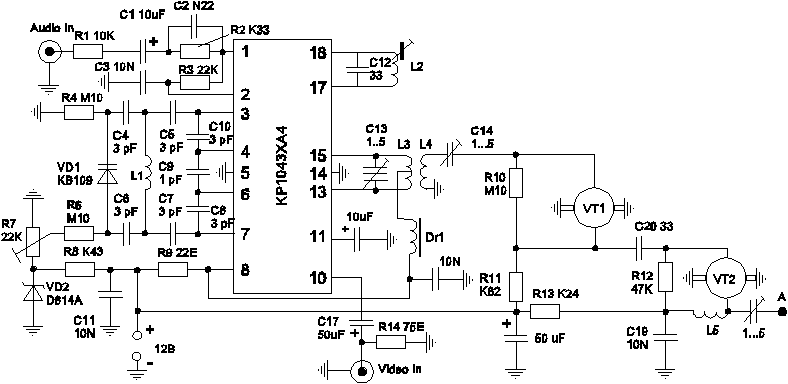 C2 N22
C1 10uF
Audio In
R1 10K
R2 K33
C3 10N
R3 22K
R4 M10
C4
3 pF
C5
3 pF
C10
3 pF
VD1
KB109
L1
C9
1 pF
C6
3 pF
C7
3 pF
C8
3 pF
R7
22K
R6
M10
R8 K43
R9 22E
VD2
D814A
C11
10N
12B
+
-
1
2
3
4
5
6
7
8
KP1043XA4
18
17
15
14
13
11
10
C12
33
L2
C13
1..5
L3
L4
C14
1...5
R10
M10
VT1
10uF
Dr1
10N
C20 33
R11
K62
R12
47K
VT2
A
R13 K24
C17
50uF
R14 75E
Video In
50 uF
C19
10N
L5
1...5